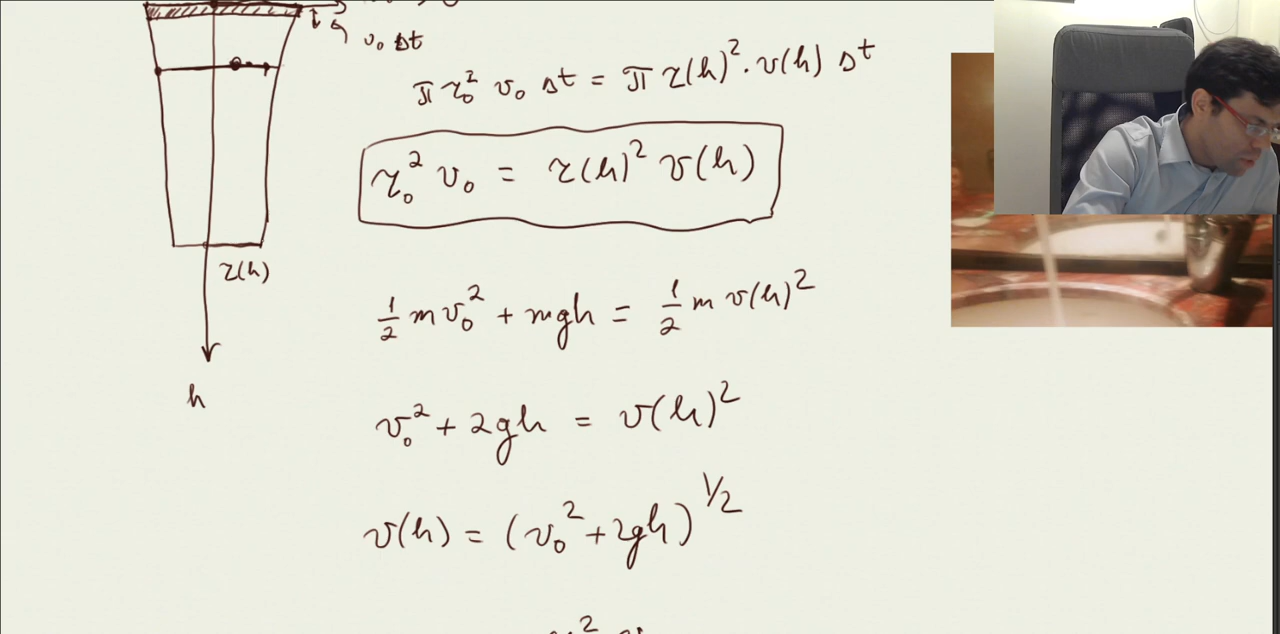 v₀ Δt
π r₀² v₀ Δt = π r(h)² · v(h) Δt
r₀² v₀ = r(h)² v(h)
r(h)
½ m v₀² + mgh = ½ m v(h)²
h
v₀² + 2gh = v(h)²
v(h) = (v₀² + 2gh)^{1/2}